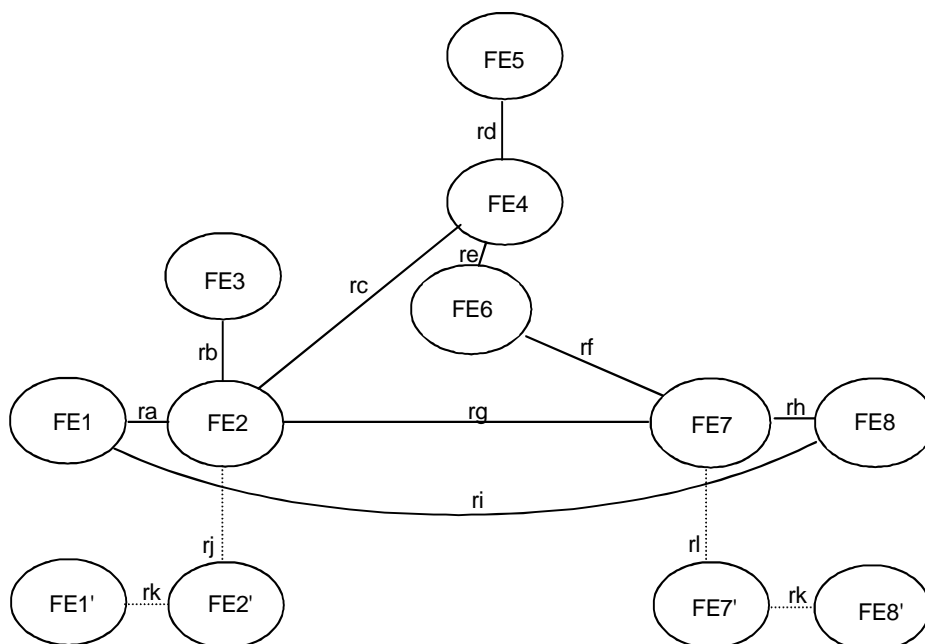 FE5
rd
FE4
re
rc
FE3
FE6
rf
rb
FE1
ra
FE2
rg
FE7
rh
FE8
ri
rj
rl
FE1'
rk
FE2'
FE7'
rk
FE8'